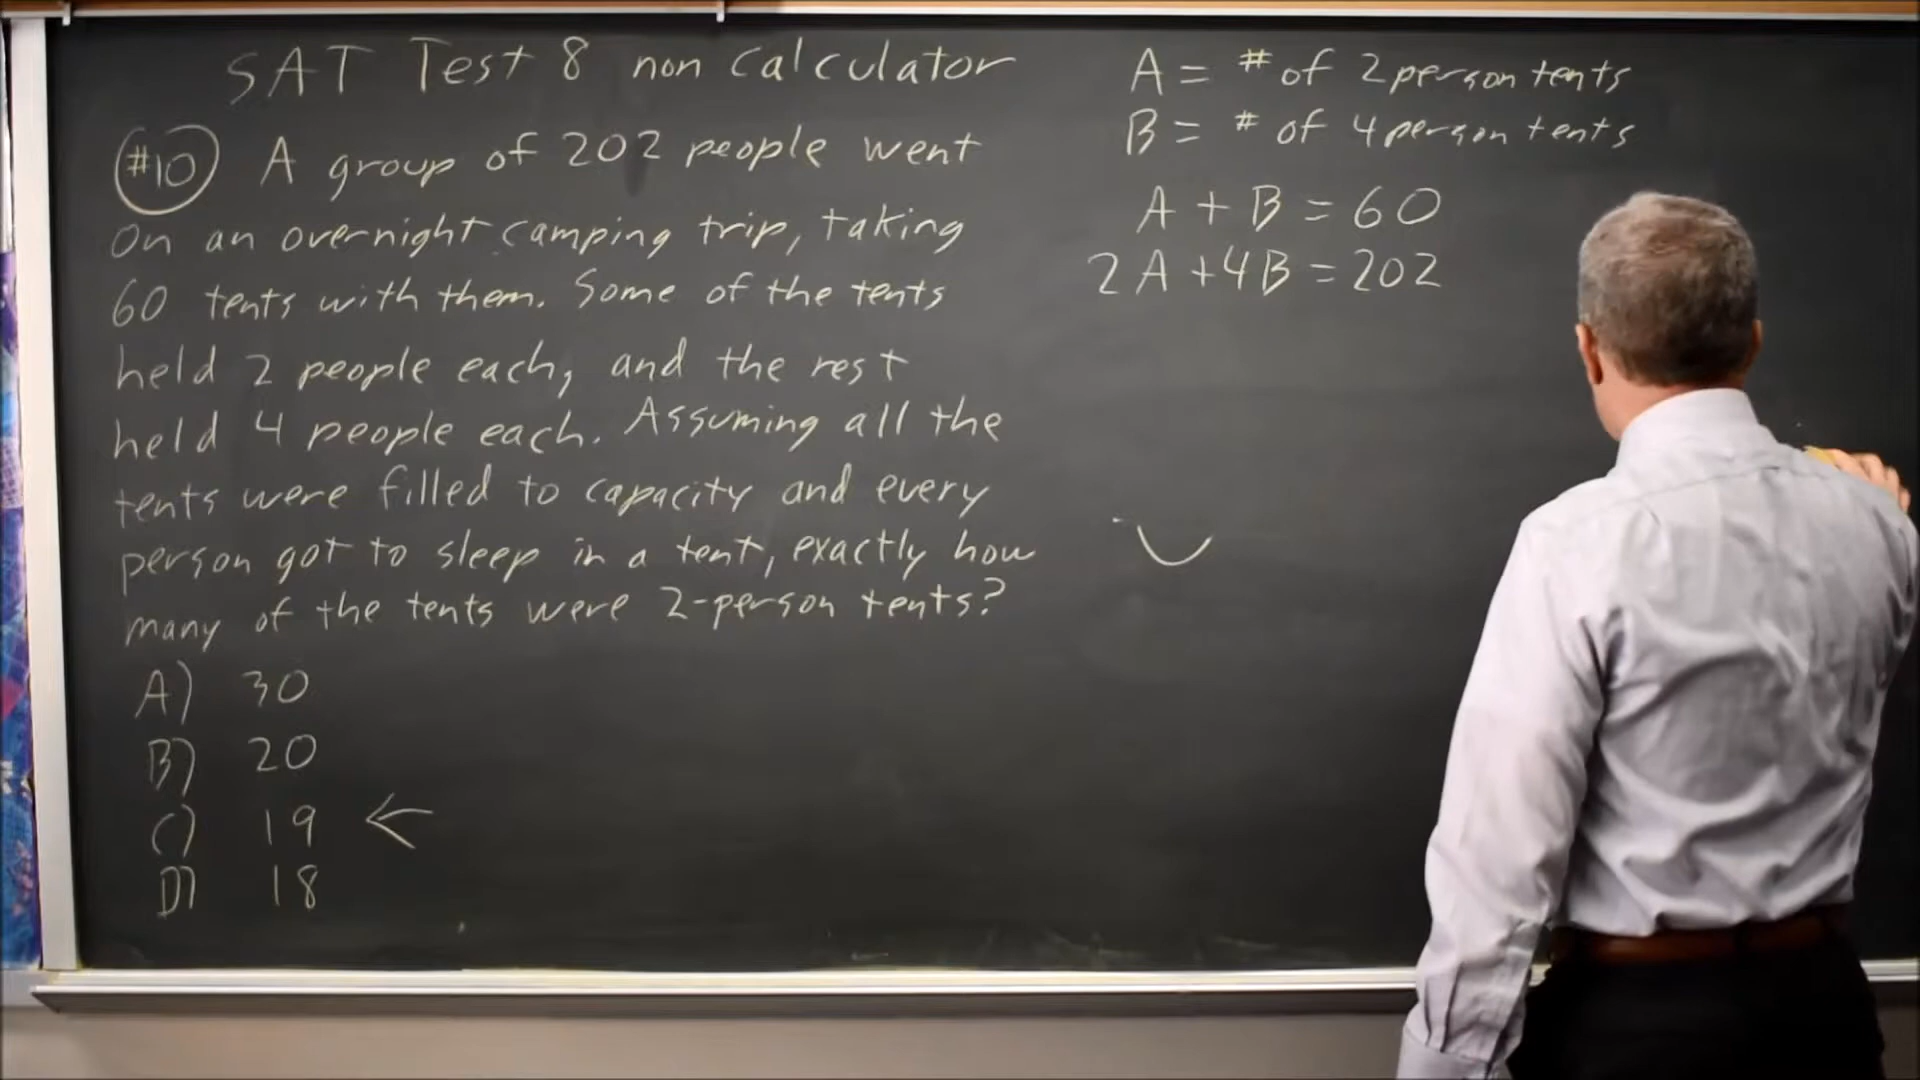 SAT Test 8 non Calculator
#10 A group of 202 people went
on an overnight camping trip, taking
60 tents with them. Some of the tents
held 2 people each, and the rest
held 4 people each. Assuming all the
tents were filled to capacity and every
person got to sleep in a tent, exactly how
many of the tents were 2-person tents?
A) 30
B) 20
C) 19 ←
D) 18
A = # of 2 person tents
B = # of 4 person tents
A + B = 60
2A + 4B = 202